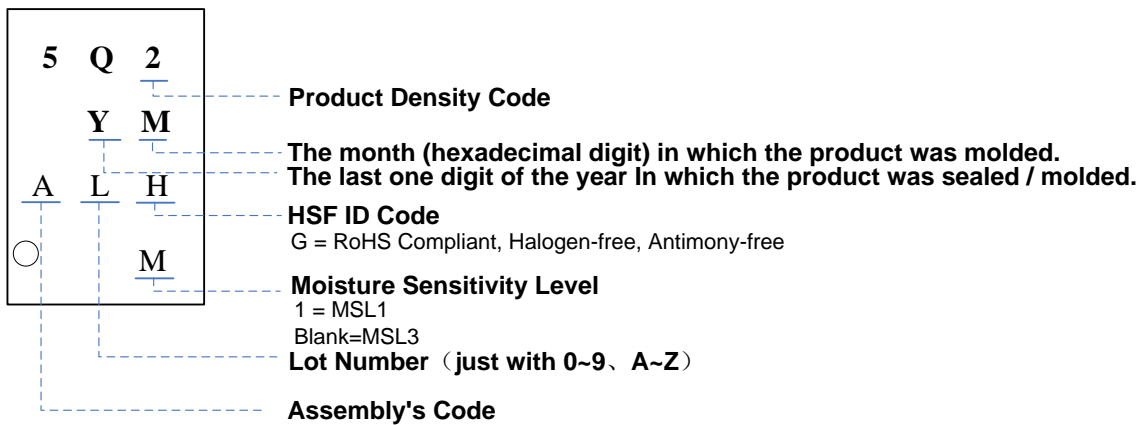 5 Q 2
Product Density Code
Y M
The month (hexadecimal digit) in which the product was molded.
The last one digit of the year In which the product was sealed / molded.
A L H
HSF ID Code
G = RoHS Compliant, Halogen-free, Antimony-free
M
Moisture Sensitivity Level
1 = MSL1
Blank=MSL3
Lot Number（just with 0~9、A~Z）
Assembly's Code